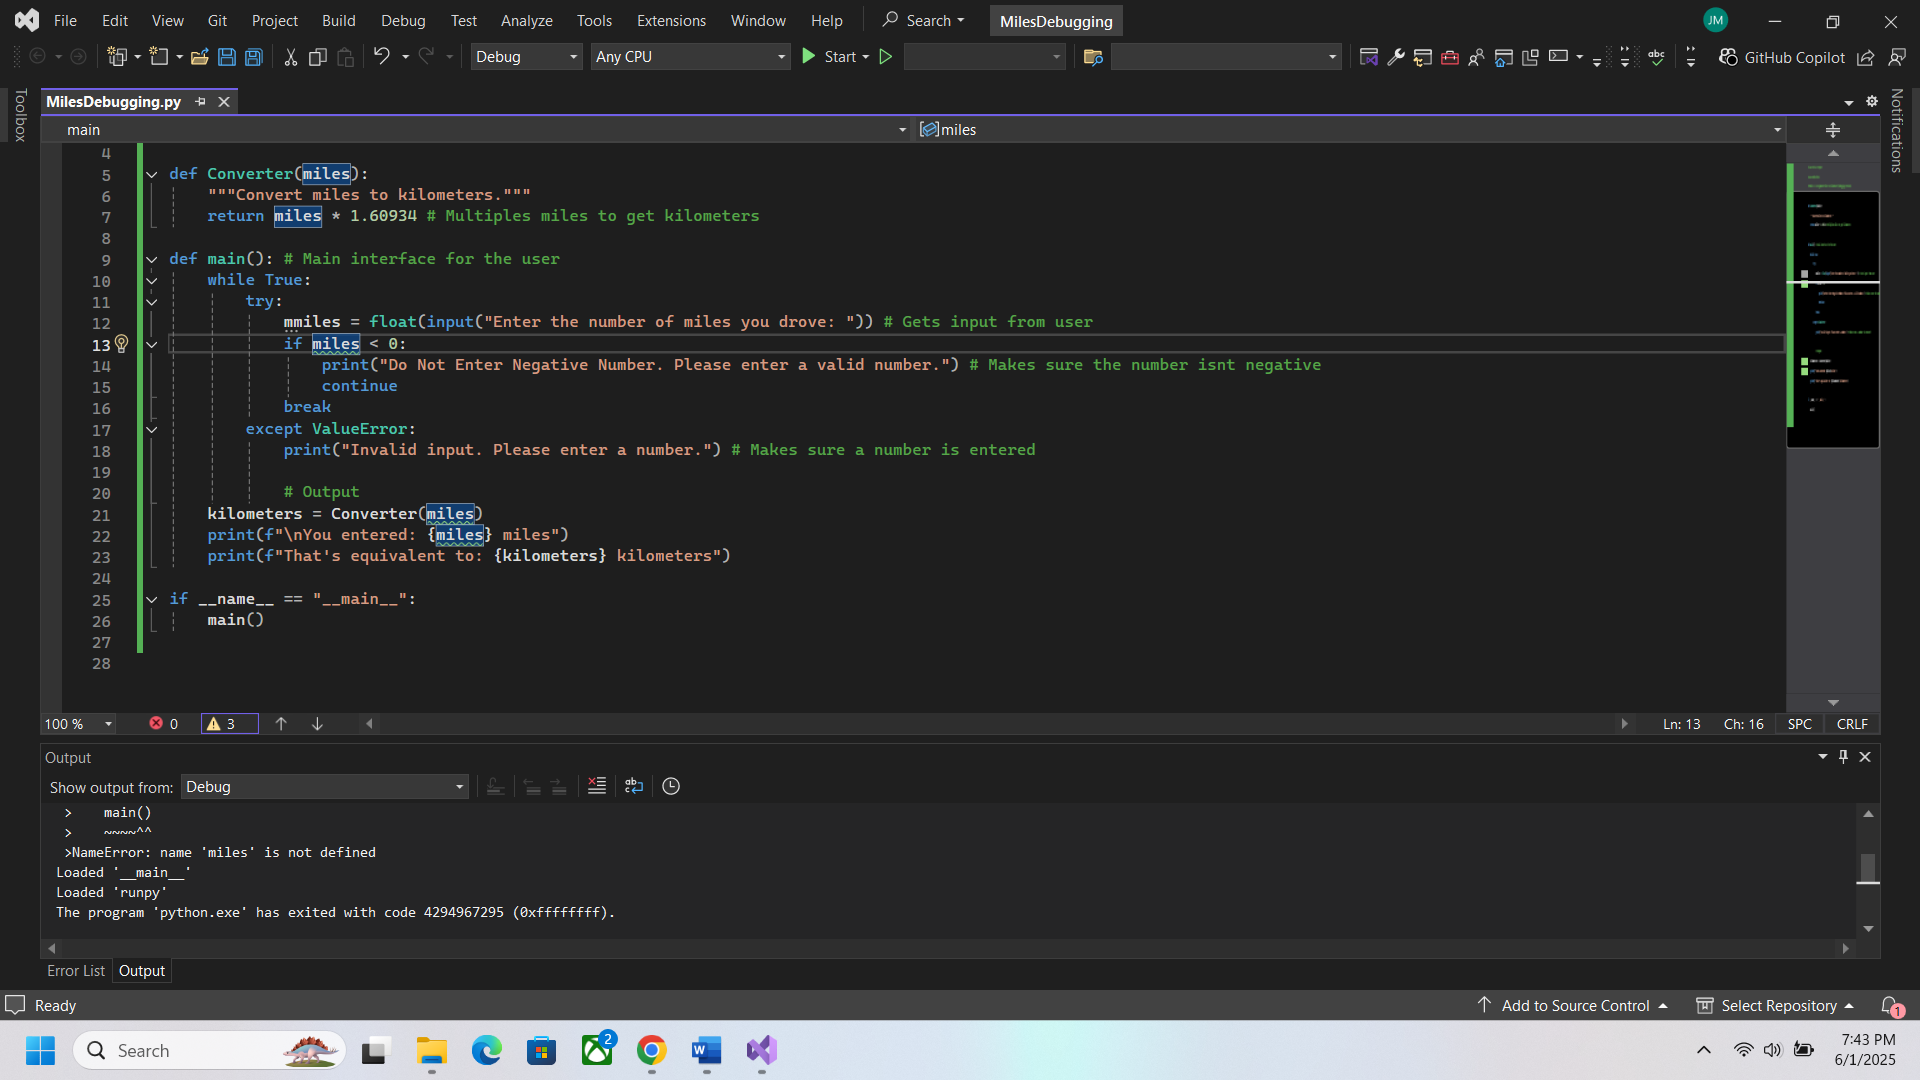 File Edit View Git Project Build Debug Test Analyze Tools Extensions Window Help Search MilesDebugging JM
Debug Any CPU Start GitHub Copilot
Toolbox
MilesDebugging.py
Notifications
main miles
4
5 def Converter(miles):
6 """Convert miles to kilometers."""
7 return miles * 1.60934 # Multiples miles to get kilometers
8
9 def main(): # Main interface for the user
10 while True:
11 try:
12 mmiles = float(input("Enter the number of miles you drove: ")) # Gets input from user
13 if miles < 0:
14 print("Do Not Enter Negative Number. Please enter a valid number.") # Makes sure the number isnt negative
15 continue
16 break
17 except ValueError:
18 print("Invalid input. Please enter a number.") # Makes sure a number is entered
19
20 # Output
21 kilometers = Converter(miles)
22 print(f"\nYou entered: {miles} miles")
23 print(f"That's equivalent to: {kilometers} kilometers")
24
25 if __name__ == "__main__":
26 main()
27
28
100 % 0 3 Ln: 13 Ch: 16 SPC CRLF
Output
Show output from: Debug
> main()
> ~~~~^^
>NameError: name 'miles' is not defined
Loaded '__main__'
Loaded 'runpy'
The program 'python.exe' has exited with code 4294967295 (0xffffffff).
Error List Output
Ready Add to Source Control Select Repository 1
Search 2 7:43 PM
6/1/2025